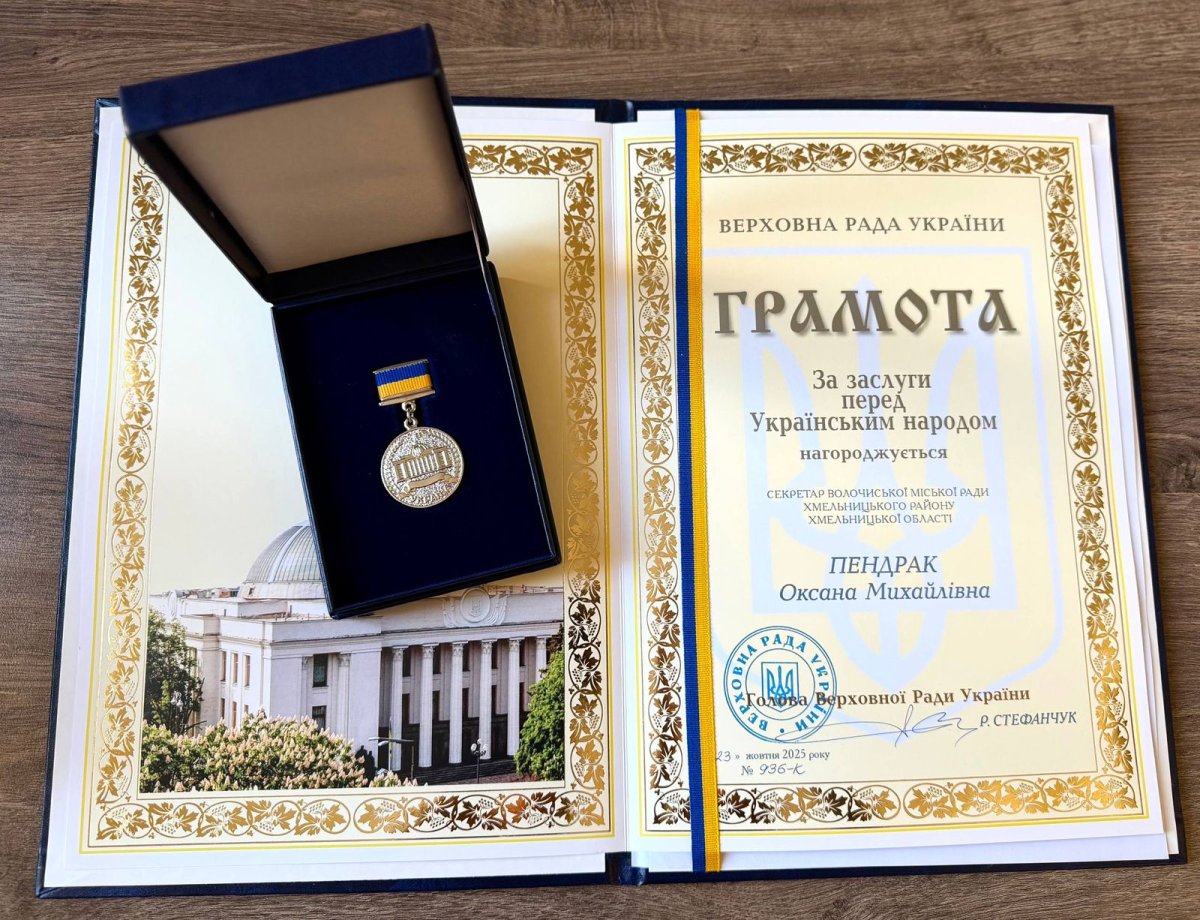 ВЕРХОВНА РАДА УКРАЇНИ
ГРАМОТА
За заслуги
перед
Українським народом
нагороджується
СЕКРЕТАР ВОЛОЧИСЬКОЇ МІСЬКОЇ РАДИ
ХМЕЛЬНИЦЬКОГО РАЙОНУ
ХМЕЛЬНИЦЬКОЇ ОБЛАСТІ
ПЕНДРАК
Оксана Михайлівна
ВЕРХОВНА РАДА УКРАЇНИ
Голова Верховної Ради України
Р. СТЕФАНЧУК
23 » жовтня 2025 року
№ 936-К
УКРАЇНА